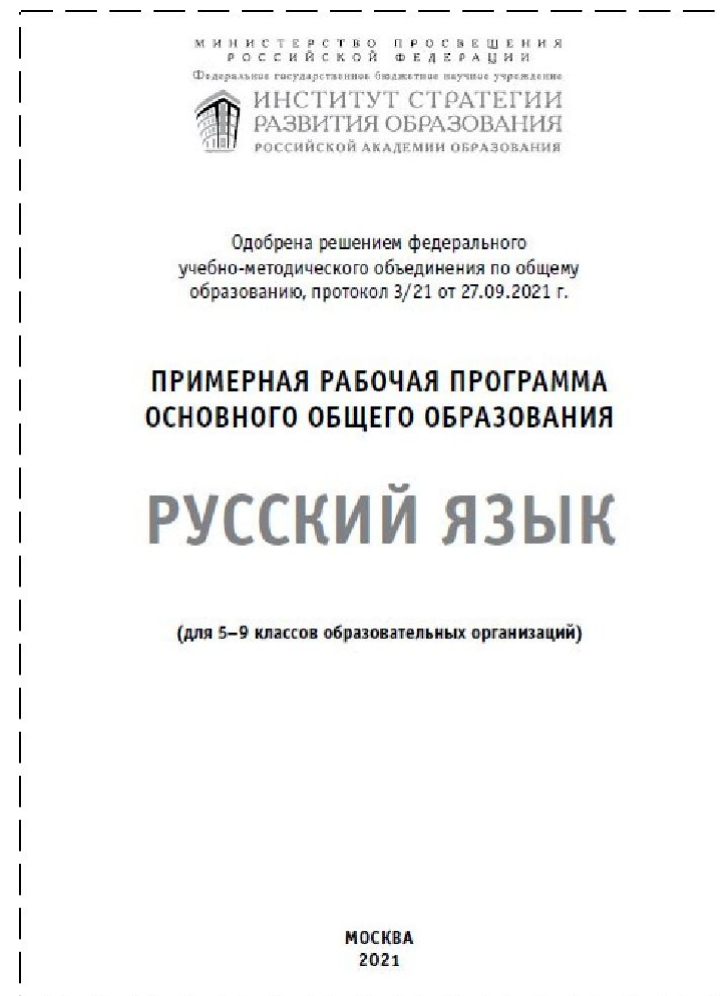 МИНИСТЕРСТВО ПРОСВЕЩЕНИЯ
РОССИЙСКОЙ ФЕДЕРАЦИИ
Федеральное государственное бюджетное научное учреждение
ИНСТИТУТ СТРАТЕГИИ
РАЗВИТИЯ ОБРАЗОВАНИЯ
РОССИЙСКОЙ АКАДЕМИИ ОБРАЗОВАНИЯ
Одобрена решением федерального
учебно-методического объединения по общему
образованию, протокол 3/21 от 27.09.2021 г.
ПРИМЕРНАЯ РАБОЧАЯ ПРОГРАММА
ОСНОВНОГО ОБЩЕГО ОБРАЗОВАНИЯ
РУССКИЙ ЯЗЫК
(для 5–9 классов образовательных организаций)
МОСКВА
2021